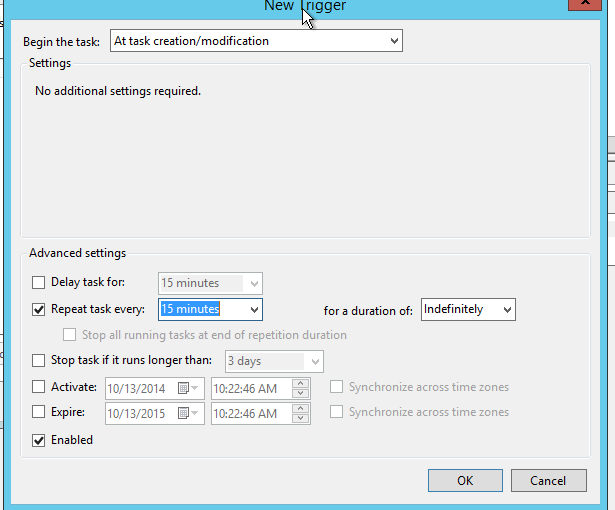 New Trigger
Begin the task: At task creation/modification
Settings
No additional settings required.
Advanced settings
Delay task for: 15 minutes
Repeat task every: 15 minutes for a duration of: Indefinitely
Stop all running tasks at end of repetition duration
Stop task if it runs longer than: 3 days
Activate: 10/13/2014 10:22:46 AM Synchronize across time zones
Expire: 10/13/2015 10:22:46 AM Synchronize across time zones
Enabled
OK Cancel